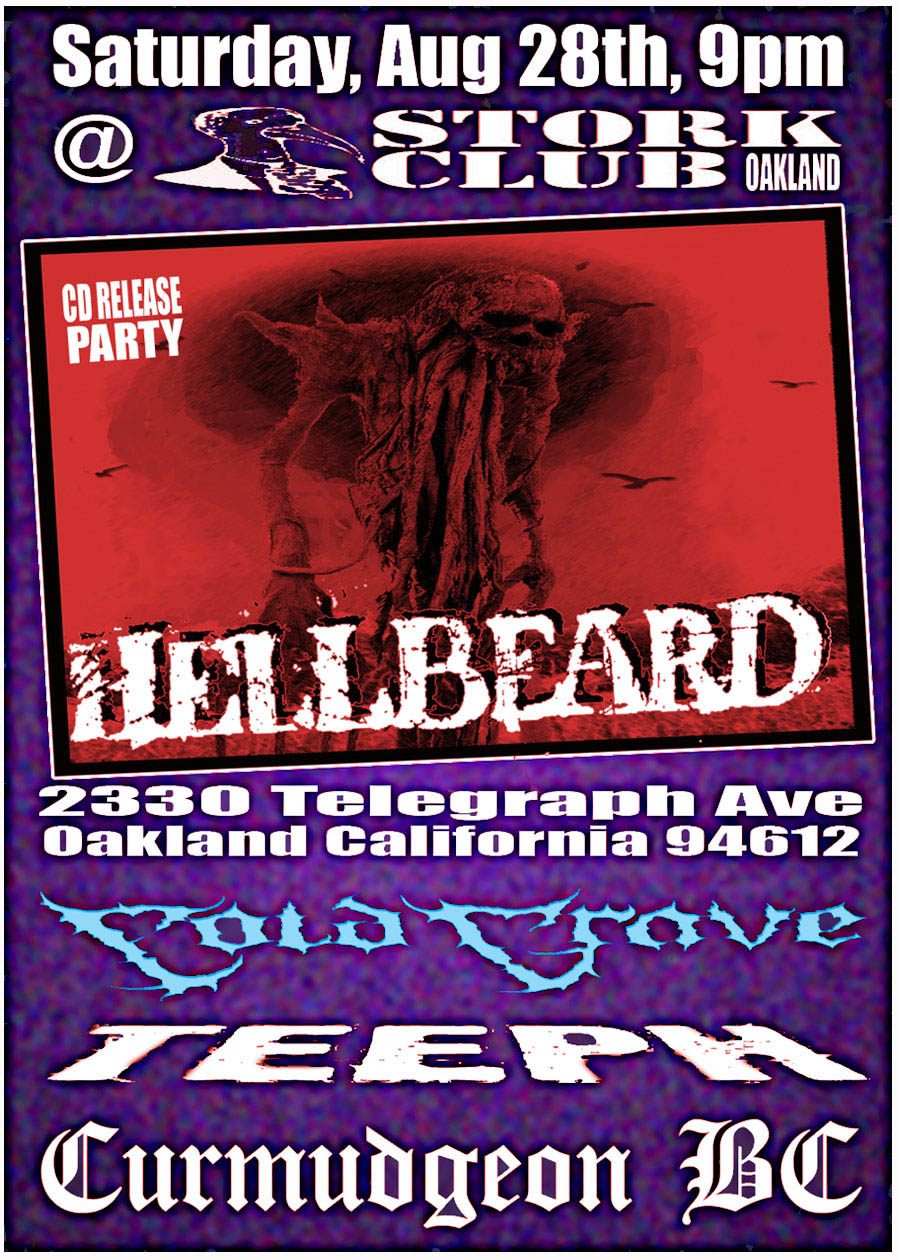 Saturday, Aug 28th, 9pm
@ STORK
CLUB OAKLAND
CD RELEASE
PARTY
HELLBEARD
2330 Telegraph Ave
Oakland California 94612
Cold Grave
TEEPH
Curmudgeon BC